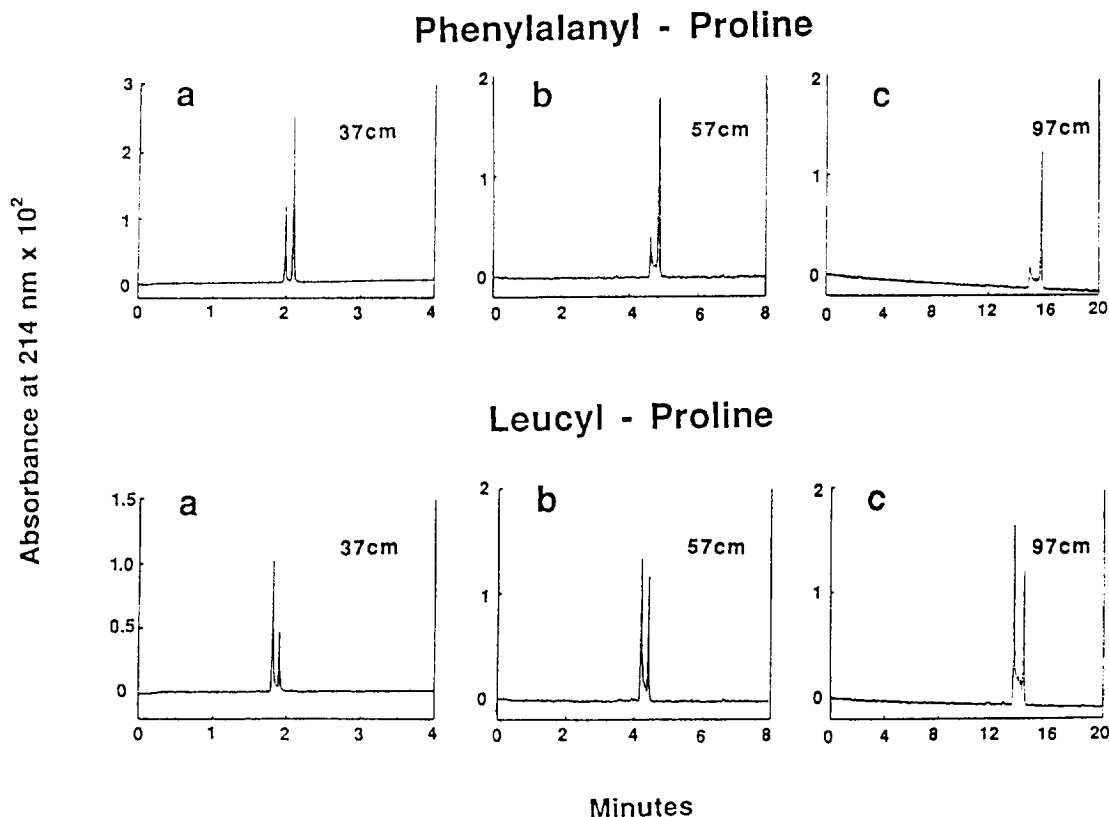 Phenylalanyl - Proline
a
37cm
3
2
1
0
0 1 2 3 4
b
57cm
2
1
0
0 2 4 6 8
c
97cm
2
1
0
0 4 8 12 16 20
Absorbance at 214 nm x 10²
Leucyl - Proline
a
37cm
1.5
1.0
0.5
0
0 1 2 3 4
b
57cm
2
1
0
0 2 4 6 8
c
97cm
2
1
0
0 4 8 12 16 20
Minutes